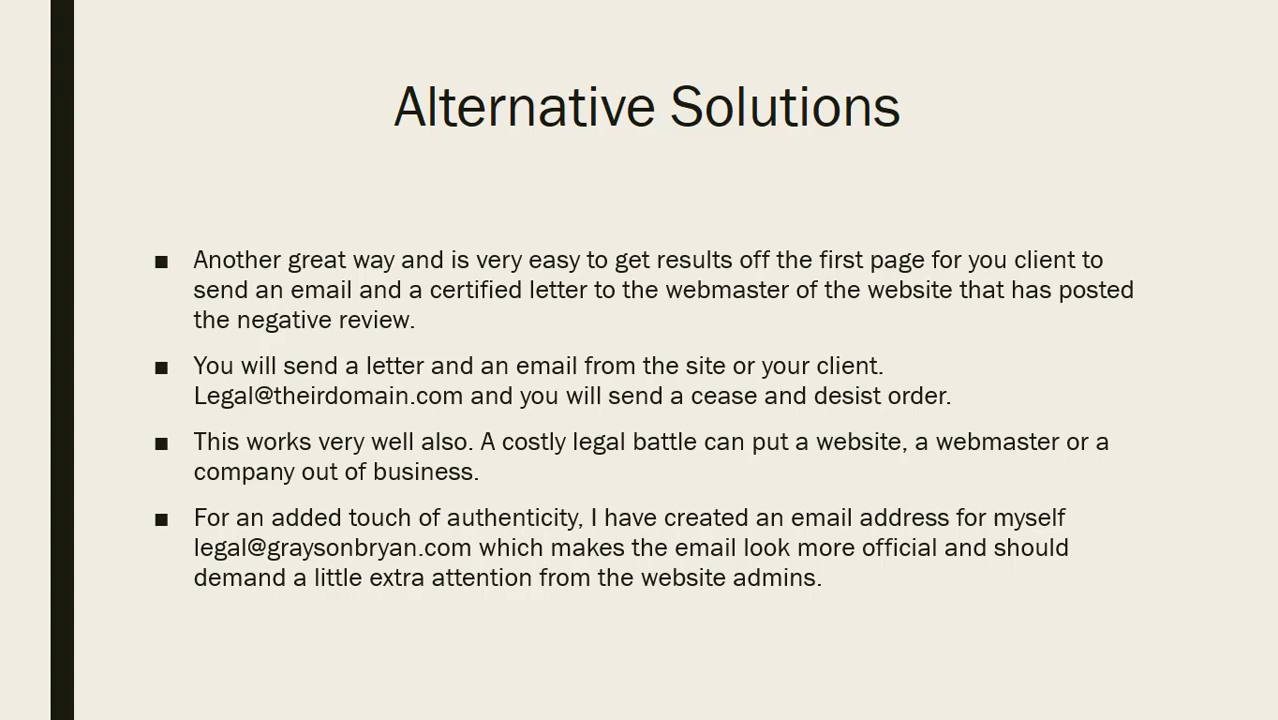 Alternative Solutions
■ Another great way and is very easy to get results off the first page for you client to
send an email and a certified letter to the webmaster of the website that has posted
the negative review.
■ You will send a letter and an email from the site or your client.
Legal@theirdomain.com and you will send a cease and desist order.
■ This works very well also. A costly legal battle can put a website, a webmaster or a
company out of business.
■ For an added touch of authenticity, I have created an email address for myself
legal@graysonbryan.com which makes the email look more official and should
demand a little extra attention from the website admins.